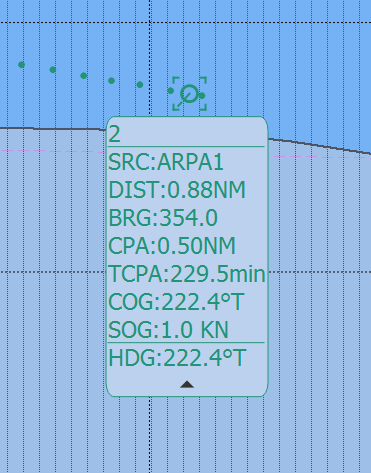 2
SRC:ARPA1
DIST:0.88NM
BRG:354.0
CPA:0.50NM
TCPA:229.5min
COG:222.4°T
SOG:1.0 KN
HDG:222.4°T